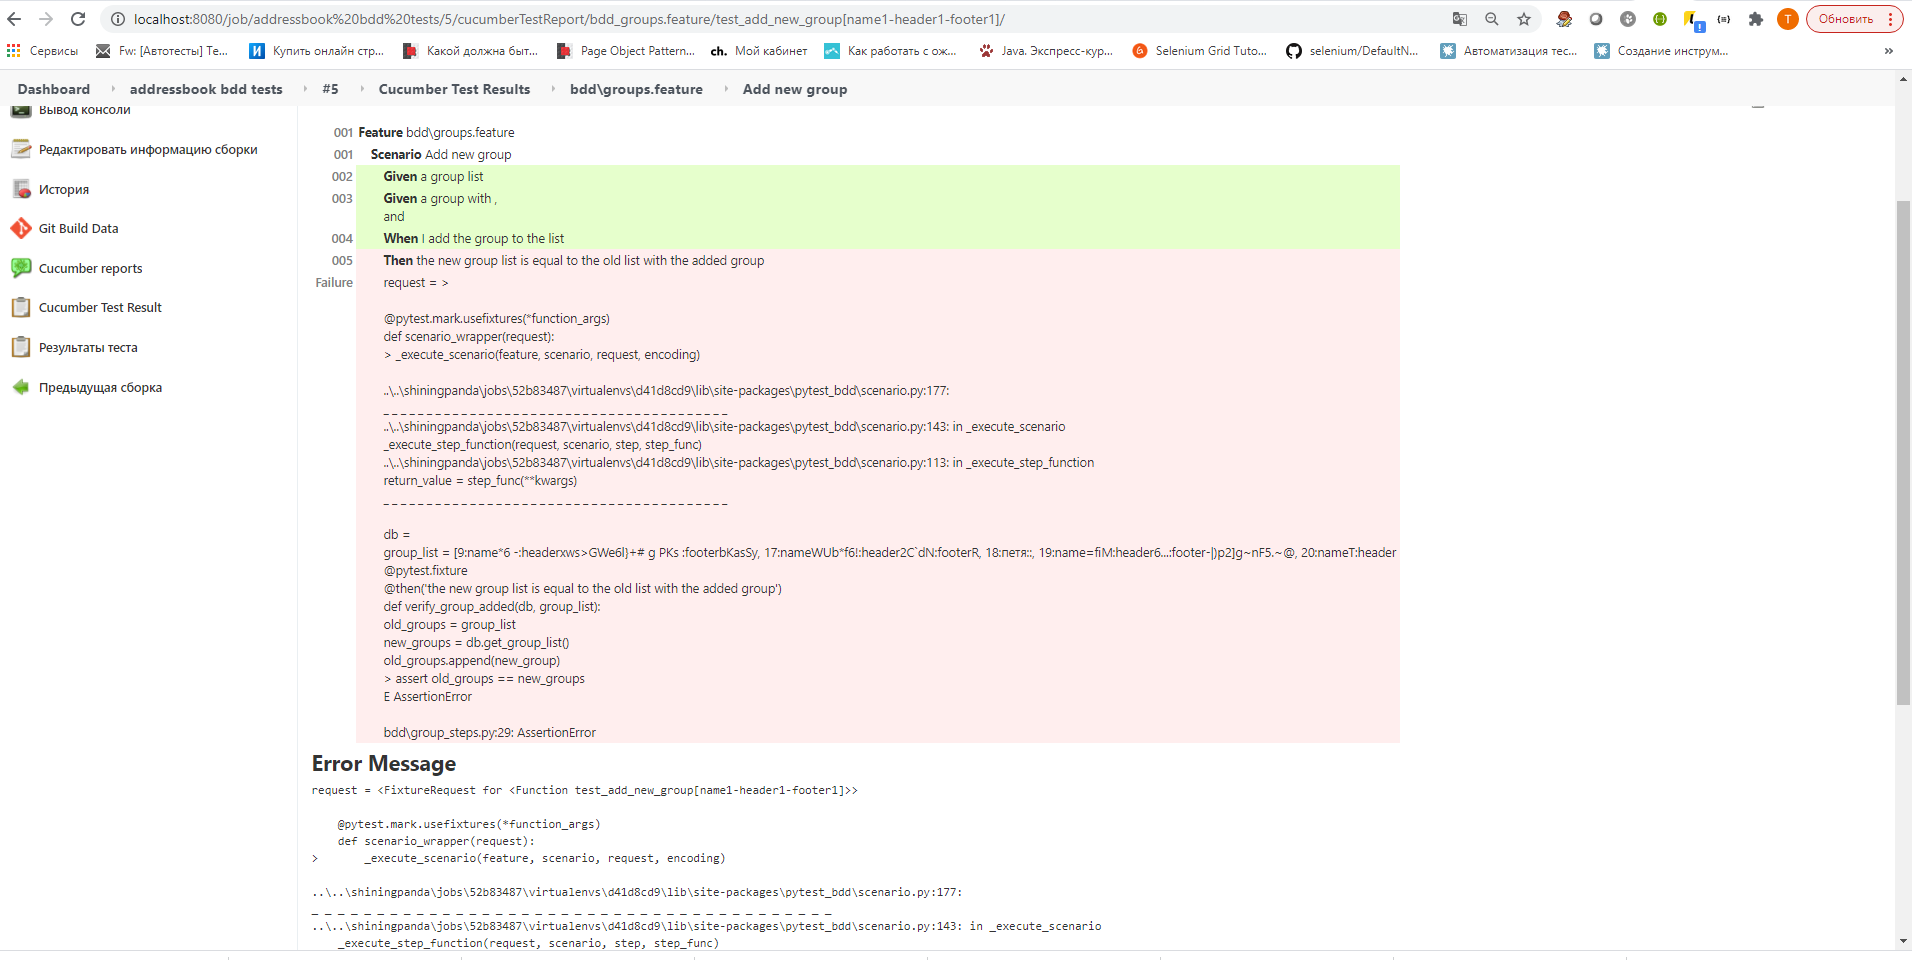 localhost:8080/job/addressbook%20bdd%20tests/5/cucumberTestReport/bdd_groups.feature/test_add_new_group[name1-header1-footer1]/
T
Обновить
Сервисы
Fw: [Автотесты] Те...
Купить онлайн стр...
Какой должна быт...
Page Object Pattern...
ch. Мой кабинет
Как работать с ож...
Java. Экспресс-кур...
Selenium Grid Tuto...
selenium/DefaultN...
Автоматизация тес...
Создание инструм...
»
Dashboard
addressbook bdd tests
#5
Cucumber Test Results
bdd\groups.feature
Add new group
Вывод консоли
Редактировать информацию сборки
История
Git Build Data
Cucumber reports
Cucumber Test Result
Результаты теста
Предыдущая сборка
001 Feature bdd\groups.feature
001 Scenario Add new group
002 Given a group list
003 Given a group with ,
and
004 When I add the group to the list
005 Then the new group list is equal to the old list with the added group
Failure request = >
@pytest.mark.usefixtures(*function_args)
def scenario_wrapper(request):
> _execute_scenario(feature, scenario, request, encoding)
..\..\shiningpanda\jobs\52b83487\virtualenvs\d41d8cd9\lib\site-packages\pytest_bdd\scenario.py:177:
_ _ _ _ _ _ _ _ _ _ _ _ _ _ _ _ _ _ _ _ _ _ _ _ _ _ _ _ _ _ _ _ _ _ _ _ _ _ _ _
..\..\shiningpanda\jobs\52b83487\virtualenvs\d41d8cd9\lib\site-packages\pytest_bdd\scenario.py:143: in _execute_scenario
_execute_step_function(request, scenario, step, step_func)
..\..\shiningpanda\jobs\52b83487\virtualenvs\d41d8cd9\lib\site-packages\pytest_bdd\scenario.py:113: in _execute_step_function
return_value = step_func(**kwargs)
_ _ _ _ _ _ _ _ _ _ _ _ _ _ _ _ _ _ _ _ _ _ _ _ _ _ _ _ _ _ _ _ _ _ _ _ _ _ _ _
db =
group_list = [9:name*6 -:headerxws>GWe6l}+# g PKs :footerbKasSy, 17:nameWUb*f6!:header2C`dN:footerR, 18:петя::, 19:name=fiM:header6...:footer-|)p2]g~nF5.~@, 20:nameT:header
@pytest.fixture
@then('the new group list is equal to the old list with the added group')
def verify_group_added(db, group_list):
old_groups = group_list
new_groups = db.get_group_list()
old_groups.append(new_group)
> assert old_groups == new_groups
E AssertionError
bdd\group_steps.py:29: AssertionError
Error Message
request = <FixtureRequest for <Function test_add_new_group[name1-header1-footer1]>>
@pytest.mark.usefixtures(*function_args)
def scenario_wrapper(request):
> _execute_scenario(feature, scenario, request, encoding)
..\..\shiningpanda\jobs\52b83487\virtualenvs\d41d8cd9\lib\site-packages\pytest_bdd\scenario.py:177:
_ _ _ _ _ _ _ _ _ _ _ _ _ _ _ _ _ _ _ _ _ _ _ _ _ _ _ _ _ _ _ _ _ _ _ _ _ _ _ _
..\..\shiningpanda\jobs\52b83487\virtualenvs\d41d8cd9\lib\site-packages\pytest_bdd\scenario.py:143: in _execute_scenario
_execute_step_function(request, scenario, step, step_func)